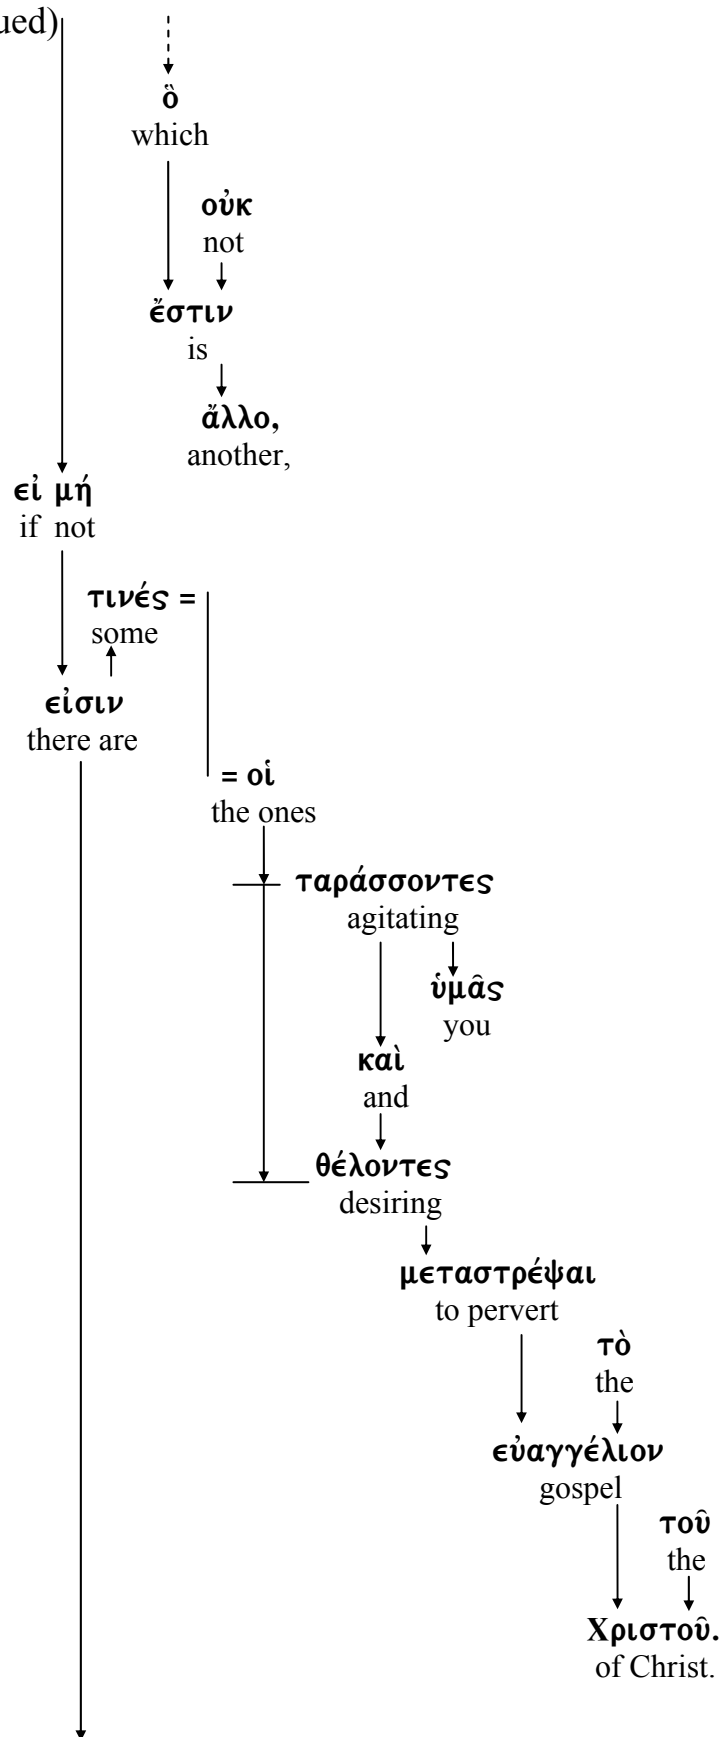 ued)
ὃ
which
οὐκ
not
ἔστιν
is
ἄλλο,
another,
εἰ μή
if not
τινές =
some
εἰσιν
there are
= οἱ
the ones
ταράσσοντες
agitating
ὑμᾶς
you
καὶ
and
θέλοντες
desiring
μεταστρέψαι
to pervert
τὸ
the
εὐαγγέλιον
gospel
τοῦ
the
Χριστοῦ.
of Christ.